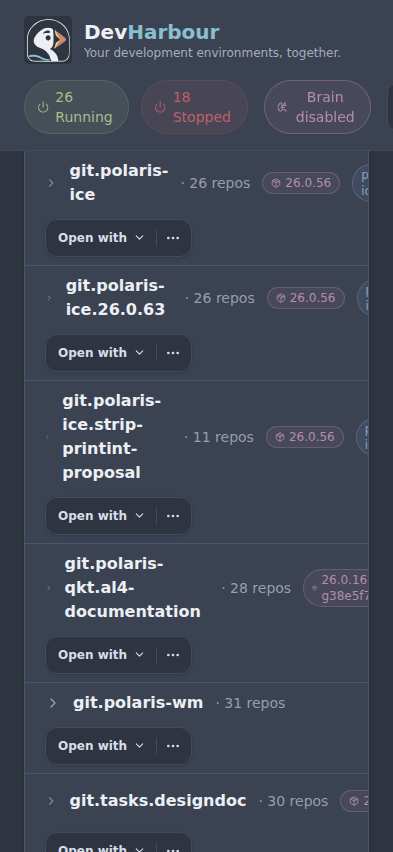 DevHarbour
Your development environments, together.
26
Running
18
Stopped
Brain
disabled
git.polaris-
ice
· 26 repos
26.0.56
Open with
git.polaris-
ice.26.0.63
· 26 repos
26.0.56
Open with
git.polaris-
ice.strip-
printint-
proposal
· 11 repos
26.0.56
Open with
git.polaris-
qkt.al4-
documentation
· 28 repos
26.0.16
g38e5f7
Open with
git.polaris-wm · 31 repos
Open with
git.tasks.designdoc · 30 repos
Open with